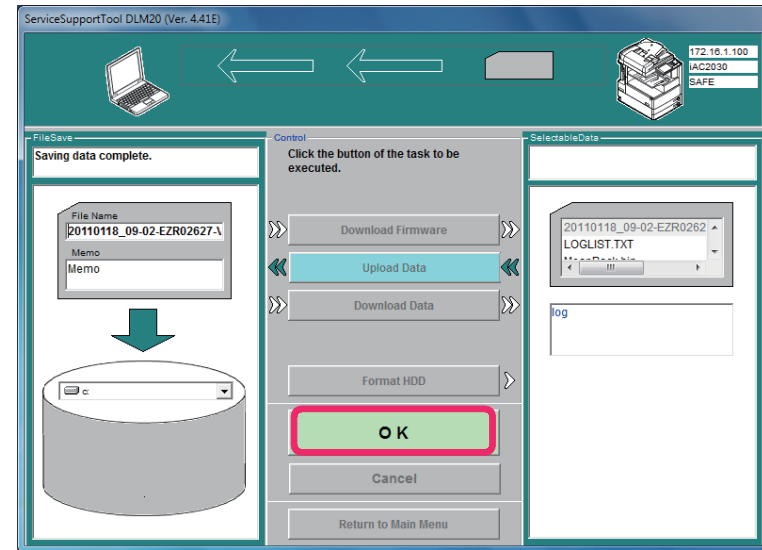 ServiceSupportTool DLM20 (Ver. 4.41E)
172.16.1.100
iAC2030
SAFE
FileSave
Saving data complete.
Control
Click the button of the task to be
executed.
SelectableData
File Name
20110118_09-02-EZR02627-V
Memo
Memo
Download Firmware
Upload Data
Download Data
Format HDD
OK
Cancel
Return to Main Menu
20110118_09-02-EZR0262
LOGLIST.TXT
log
c: